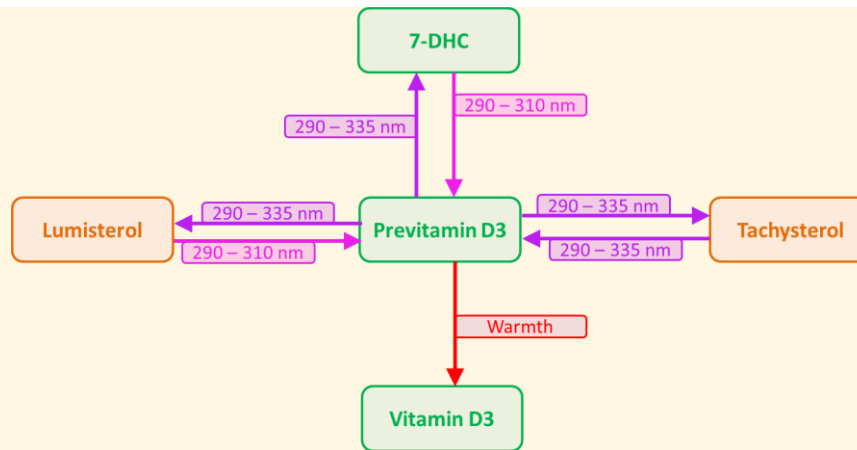 7-DHC
290 – 335 nm
290 – 310 nm
290 – 335 nm
290 – 335 nm
Lumisterol
Previtamin D3
Tachysterol
290 – 310 nm
290 – 335 nm
Warmth
Vitamin D3